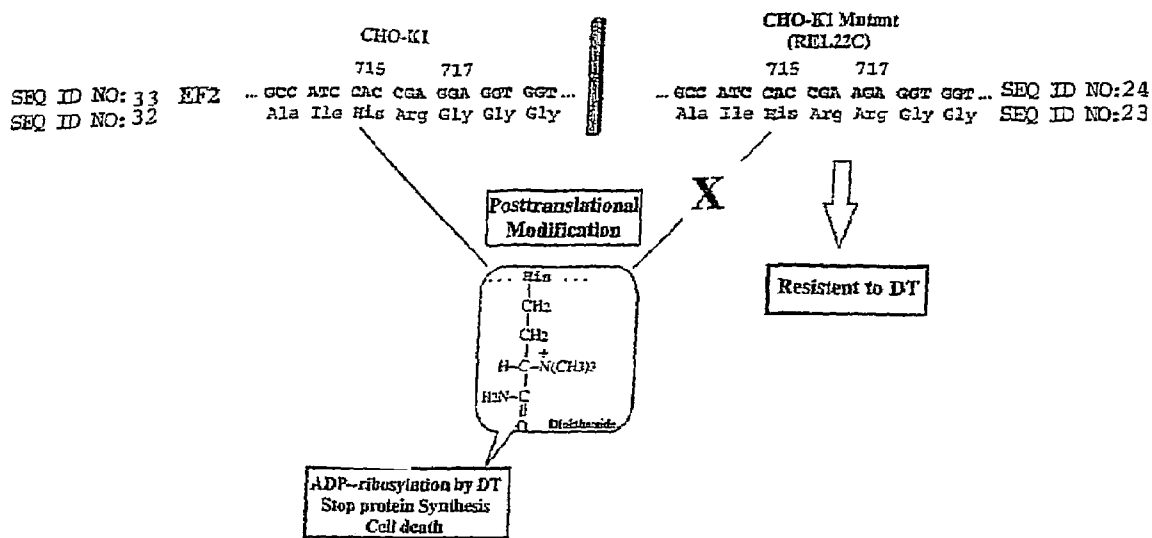 CHO-K1
CHO-K1 Mutant
(RE1.22C)
715 717
715 717
SEQ ID NO: 33 EF2 ... GCC ATC CAC CGA GGA GGT GGT...
SEQ ID NO: 32 Ala Ile His Arg Gly Gly Gly
... GCC ATC CAC CGA AGA GGT GGT... SEQ ID NO:24
Ala Ile His Arg Arg Gly Gly SEQ ID NO:23
X
Posttranslational
Modification
Resistent to DT
... His ...
CH2
CH2
+
H-C-N(CH3)3
H2N-C
O
Diphthamide
ADP-ribosylation by DT
Stop protein Synthesis
Cell death